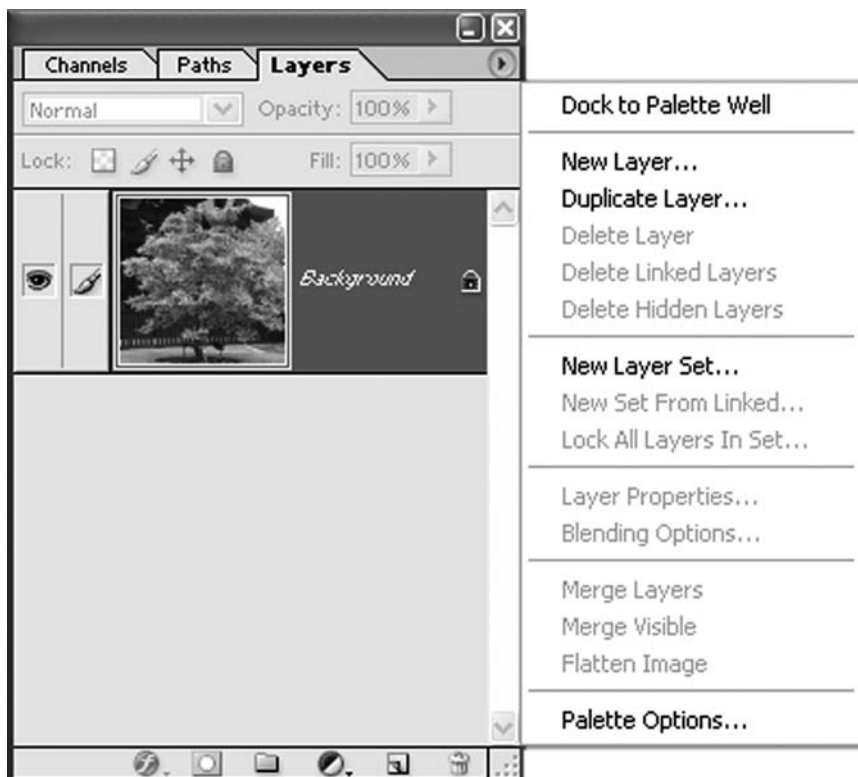 Channels Paths Layers
Normal Opacity: 100%
Lock: Fill: 100%
Background
Dock to Palette Well
New Layer...
Duplicate Layer...
Delete Layer
Delete Linked Layers
Delete Hidden Layers
New Layer Set...
New Set From Linked...
Lock All Layers In Set...
Layer Properties...
Blending Options...
Merge Layers
Merge Visible
Flatten Image
Palette Options...